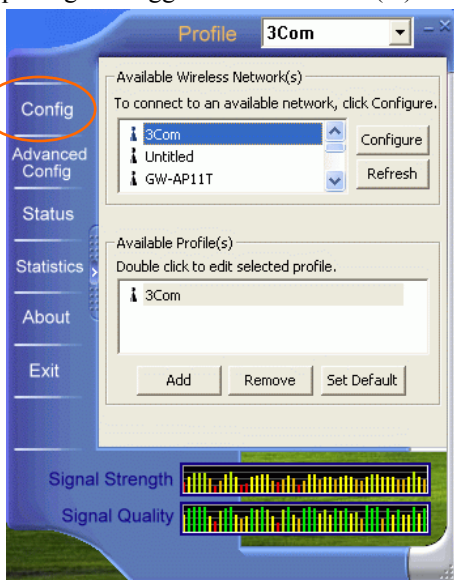 Profile 3Com
Available Wireless Network(s)
To connect to an available network, click Configure.
3Com
Untitled
GW-AP11T
Configure
Refresh
Available Profile(s)
Double click to edit selected profile.
3Com
Add Remove Set Default
Config
Advanced
Config
Status
Statistics
About
Exit
Signal Strength
Signal Quality